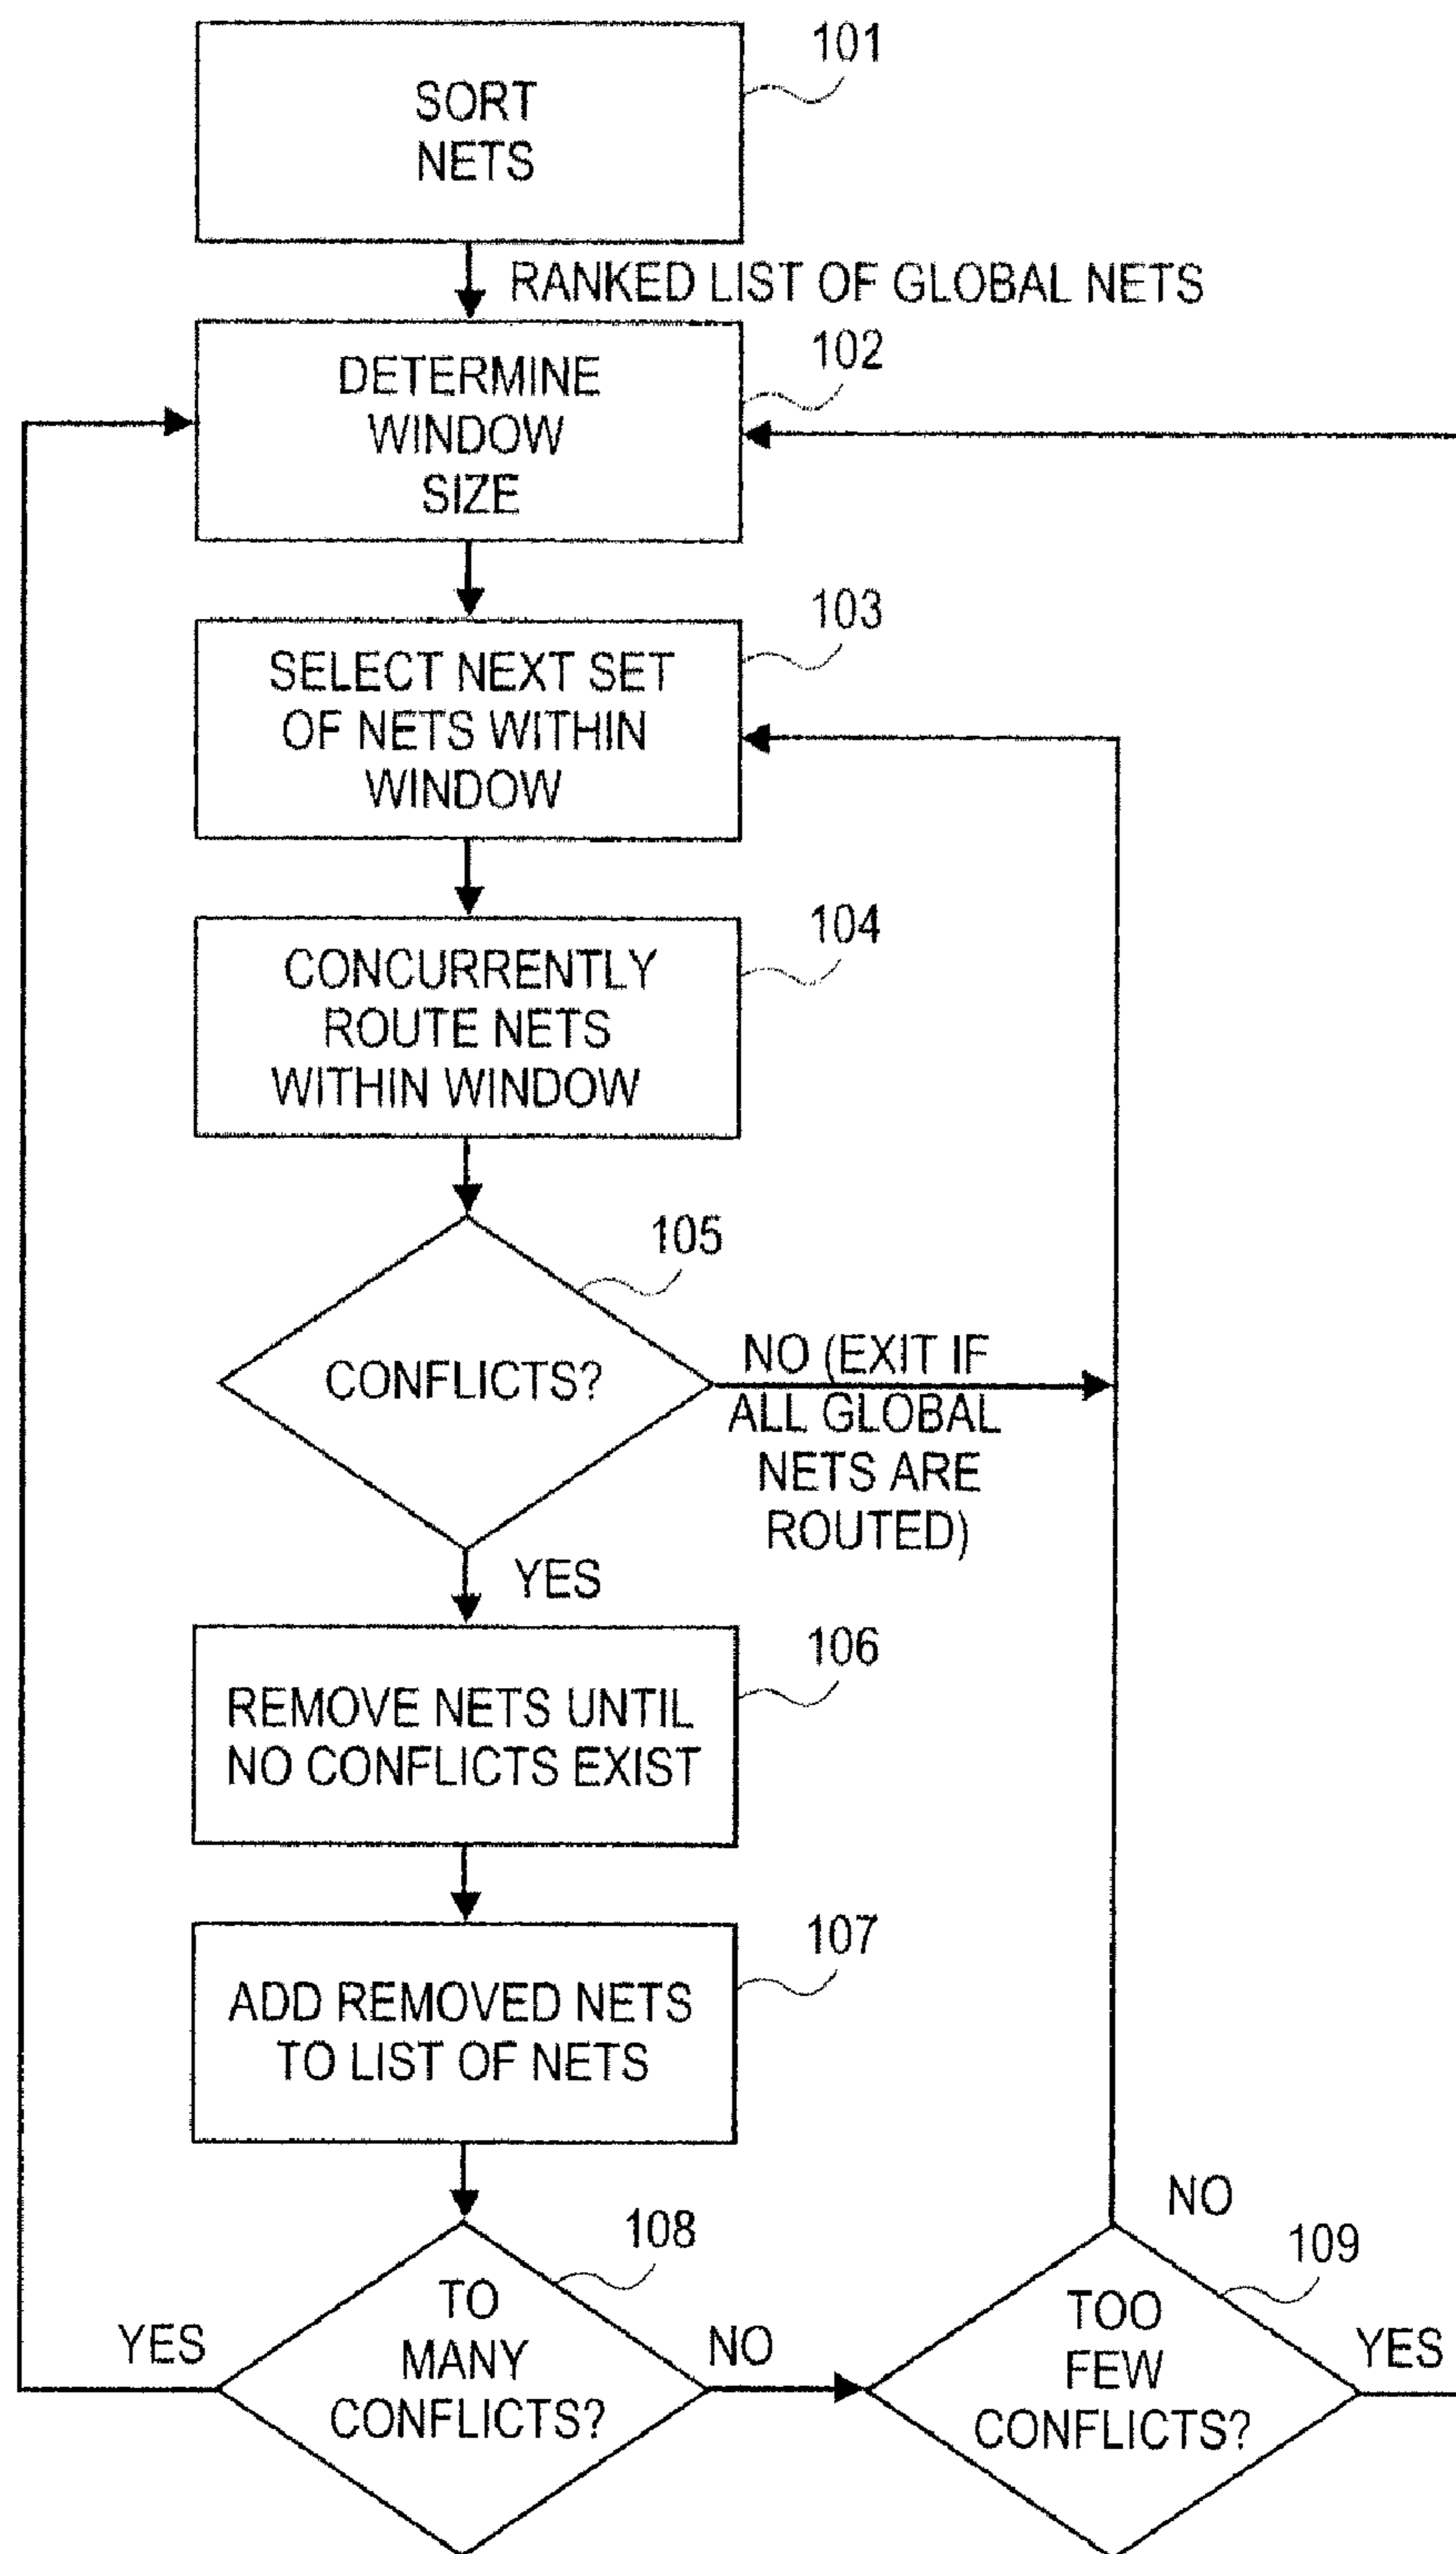 101
SORT
NETS
RANKED LIST OF GLOBAL NETS
102
DETERMINE
WINDOW
SIZE
103
SELECT NEXT SET
OF NETS WITHIN
WINDOW
104
CONCURRENTLY
ROUTE NETS
WITHIN WINDOW
105
CONFLICTS?
NO (EXIT IF
ALL GLOBAL
NETS ARE
ROUTED)
YES
106
REMOVE NETS UNTIL
NO CONFLICTS EXIST
107
ADD REMOVED NETS
TO LIST OF NETS
108
TO
MANY
CONFLICTS?
YES
NO
NO
109
TOO
FEW
CONFLICTS?
YES